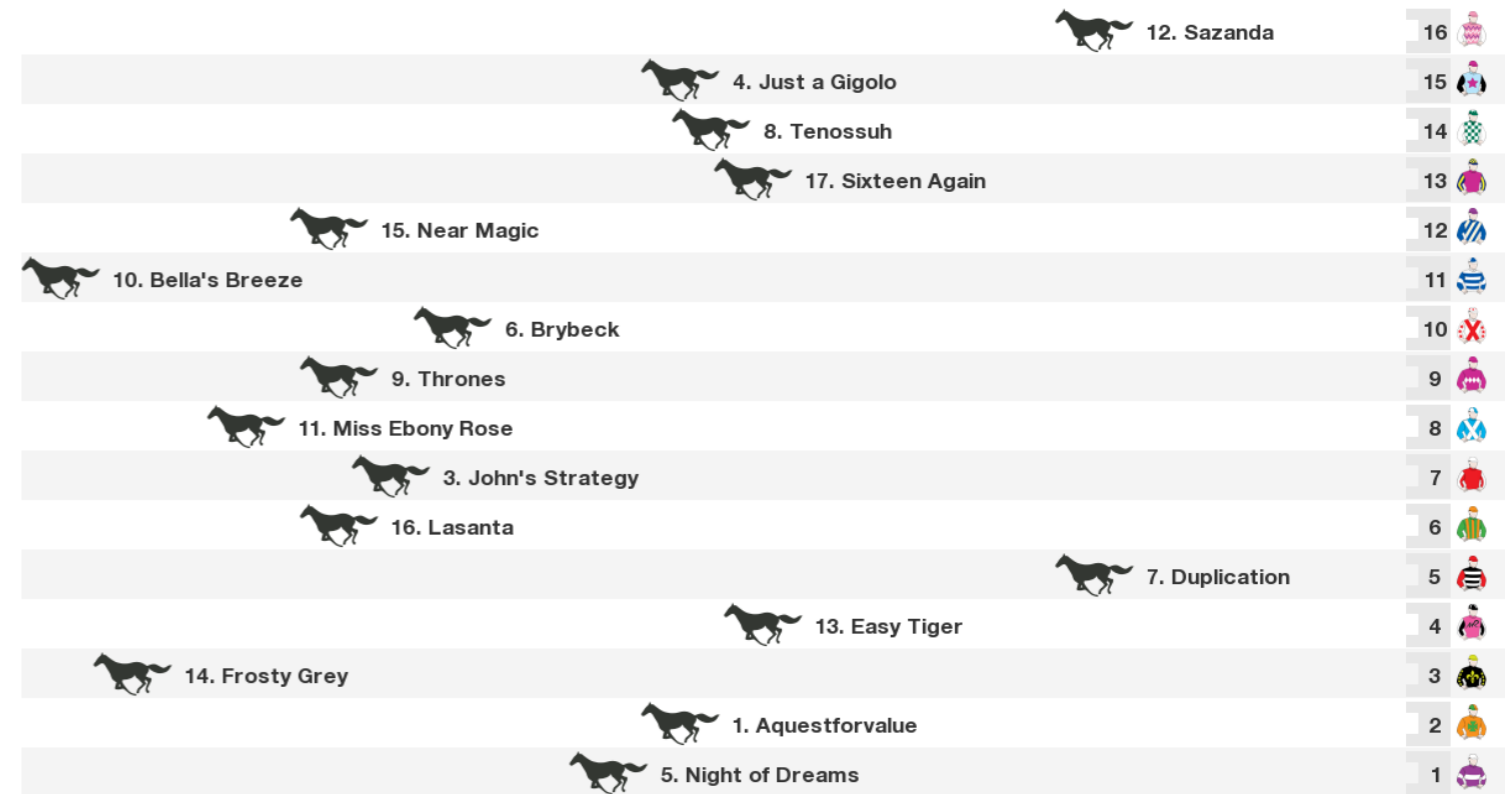 12. Sazanda 16
4. Just a Gigolo 15
8. Tenossuh 14
17. Sixteen Again 13
15. Near Magic 12
10. Bella's Breeze 11
6. Brybeck 10
9. Thrones 9
11. Miss Ebony Rose 8
3. John's Strategy 7
16. Lasanta 6
7. Duplication 5
13. Easy Tiger 4
14. Frosty Grey 3
1. Aquestforvalue 2
5. Night of Dreams 1